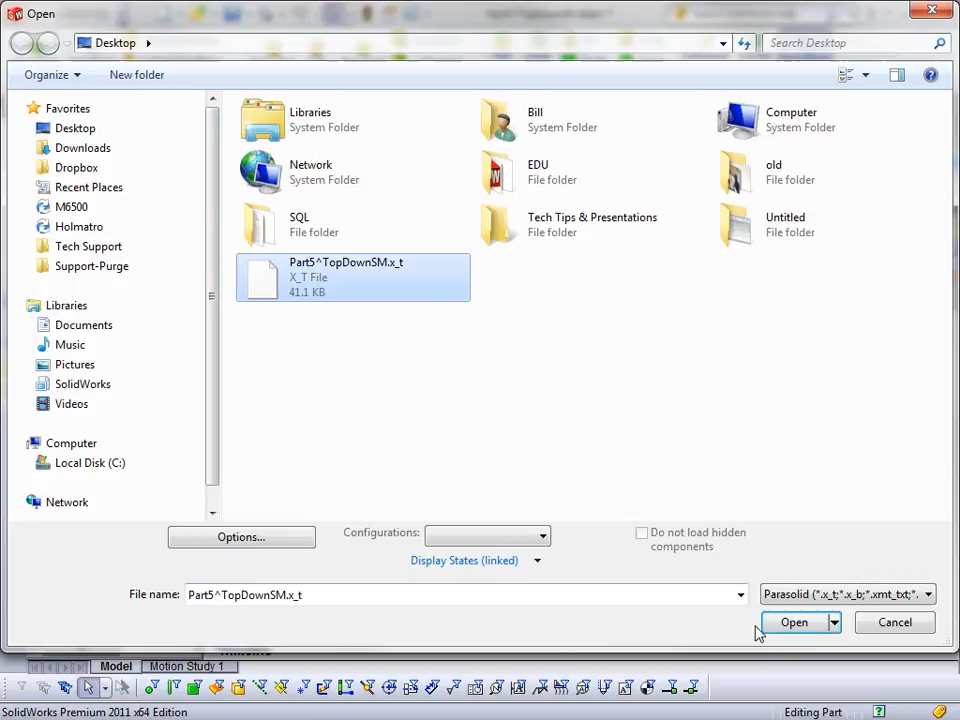 Open
Desktop
Search Desktop
Organize
New folder
Favorites
Desktop
Downloads
Dropbox
Recent Places
M6500
Holmatro
Tech Support
Support-Purge
Libraries
Documents
Music
Pictures
SolidWorks
Videos
Computer
Local Disk (C:)
Network
Libraries
System Folder
Bill
System Folder
Computer
System Folder
Network
System Folder
EDU
File folder
old
File folder
SQL
File folder
Tech Tips & Presentations
File folder
Untitled
File folder
Part5^TopDownSM.x_t
X_T File
41.1 KB
Options...
Configurations:
Do not load hidden
components
Display States (linked)
File name:
Part5^TopDownSM.x_t
Parasolid (*.x_t;*.x_b;*.xmt_txt;*.
Open
Cancel
Model
Motion Study 1
SolidWorks Premium 2011 x64 Edition
Editing Part